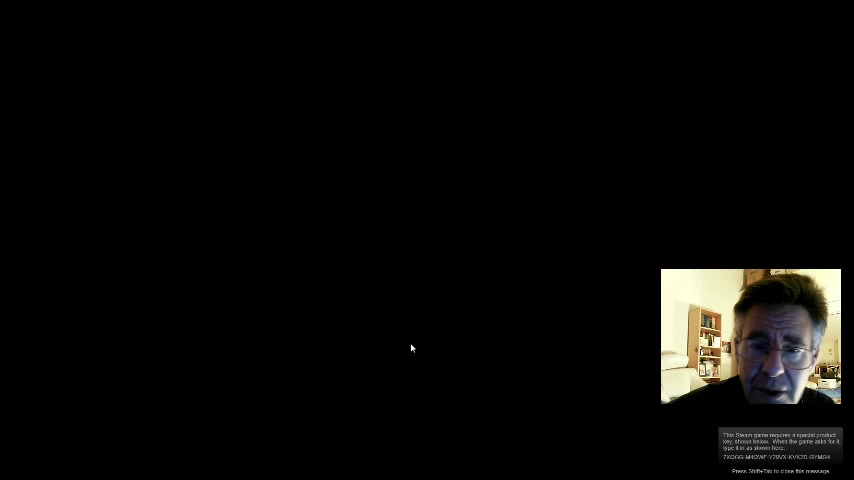 This Steam game requires a special product
key, shown below. When the game asks for it,
type it in as shown here.
Press Shift+Tab to close this message